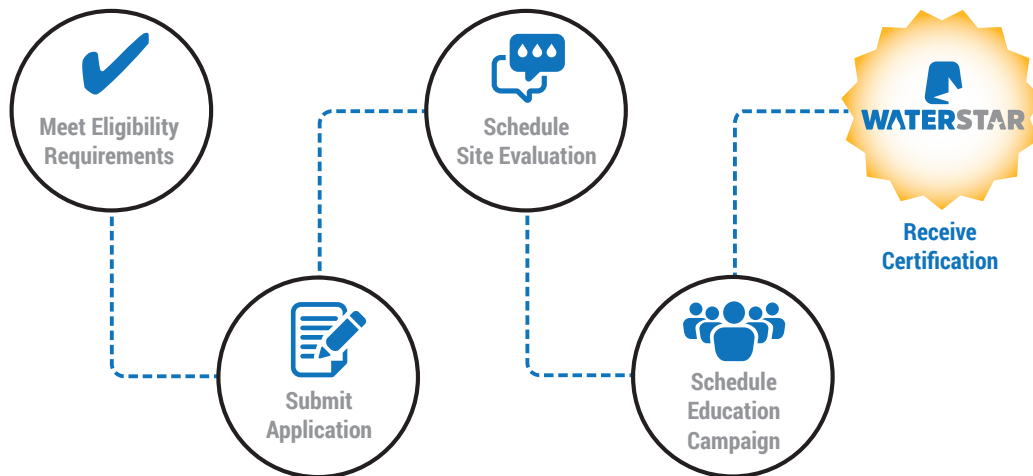 Meet Eligibility
Requirements
Submit
Application
Schedule
Site Evaluation
Schedule
Education
Campaign
WATERSTAR
Receive
Certification